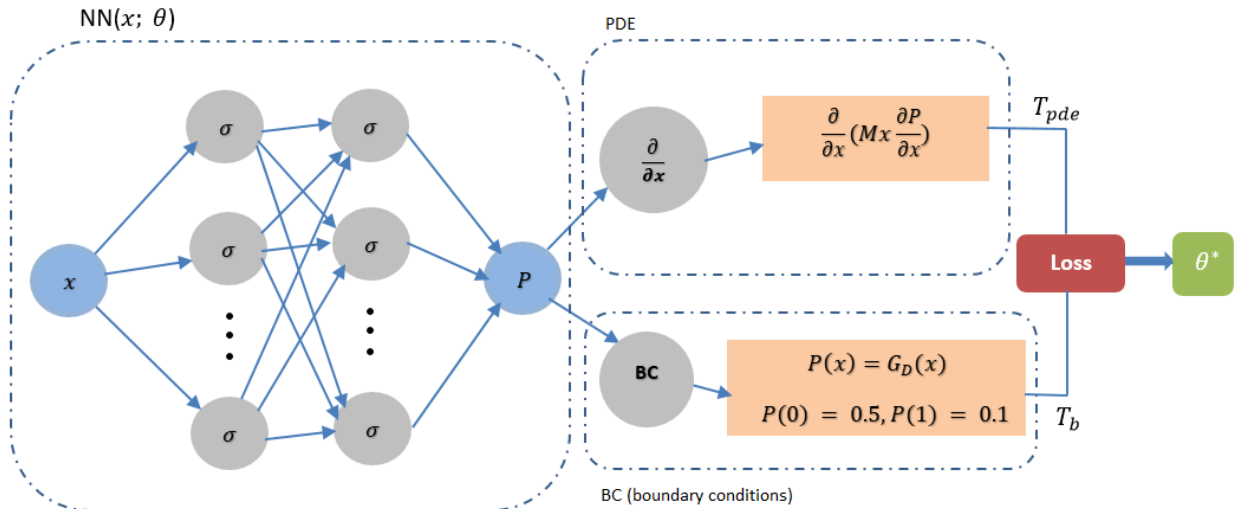 NN(x; θ)
PDE
σ
σ
∂/∂x
∂/∂x (Mx ∂P/∂x)
T_pde
x
σ
σ
P
Loss
θ*
BC
P(x) = G_D(x)
P(0) = 0.5, P(1) = 0.1
T_b
σ
σ
BC (boundary conditions)